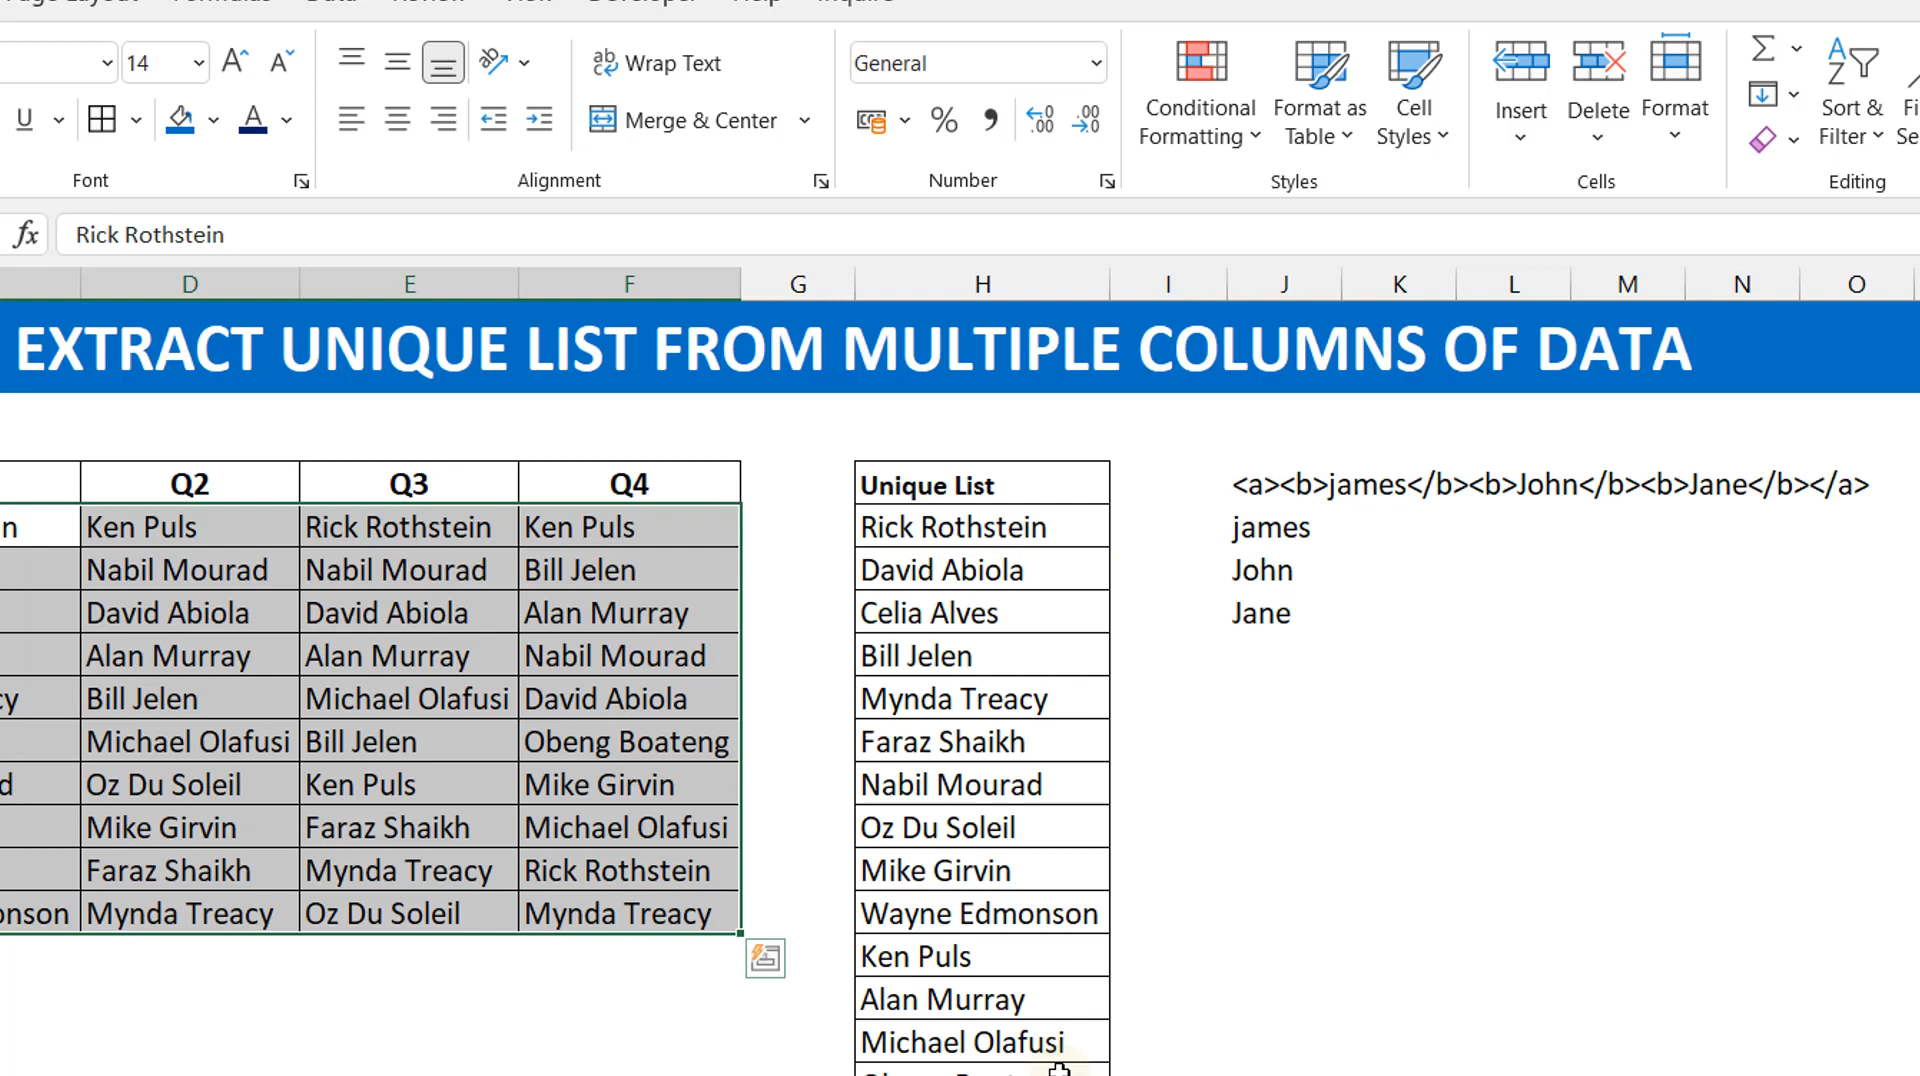 14
Wrap Text
General
Conditional Formatting
Format as Table
Cell Styles
Insert
Delete
Format
Sort & Filter
U
A
Merge & Center
%
Font
Alignment
Number
Styles
Cells
Editing
fx
Rick Rothstein
D E F G H I J K L M N O
EXTRACT UNIQUE LIST FROM MULTIPLE COLUMNS OF DATA
Q2 Q3 Q4 Unique List <a><b>james</b><b>John</b><b>Jane</b></a>
n Ken Puls Rick Rothstein Ken Puls Rick Rothstein james
Nabil Mourad Nabil Mourad Bill Jelen David Abiola John
David Abiola David Abiola Alan Murray Celia Alves Jane
Alan Murray Alan Murray Nabil Mourad Bill Jelen
cy Bill Jelen Michael Olafusi David Abiola Mynda Treacy
Michael Olafusi Bill Jelen Obeng Boateng Faraz Shaikh
d Oz Du Soleil Ken Puls Mike Girvin Nabil Mourad
Mike Girvin Faraz Shaikh Michael Olafusi Oz Du Soleil
Faraz Shaikh Mynda Treacy Rick Rothstein Mike Girvin
onson Mynda Treacy Oz Du Soleil Mynda Treacy Wayne Edmonson
Ken Puls
Alan Murray
Michael Olafusi